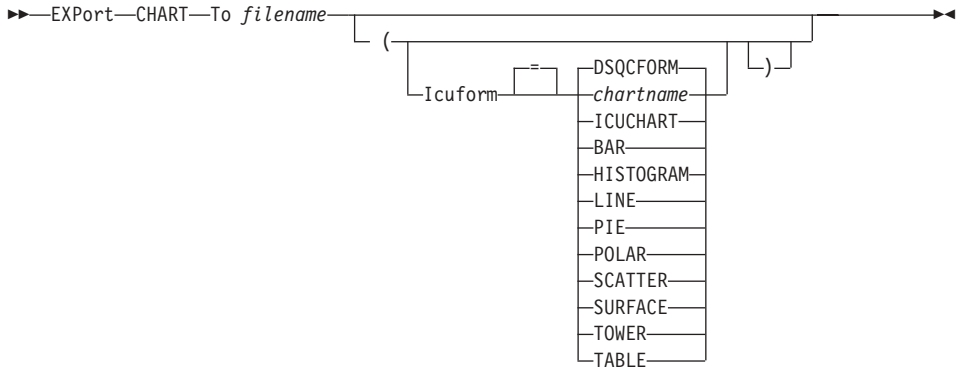 EXPort CHART To filename
(
Icuform = DSQCFORM )
chartname
ICUCHART
BAR
HISTOGRAM
LINE
PIE
POLAR
SCATTER
SURFACE
TOWER
TABLE